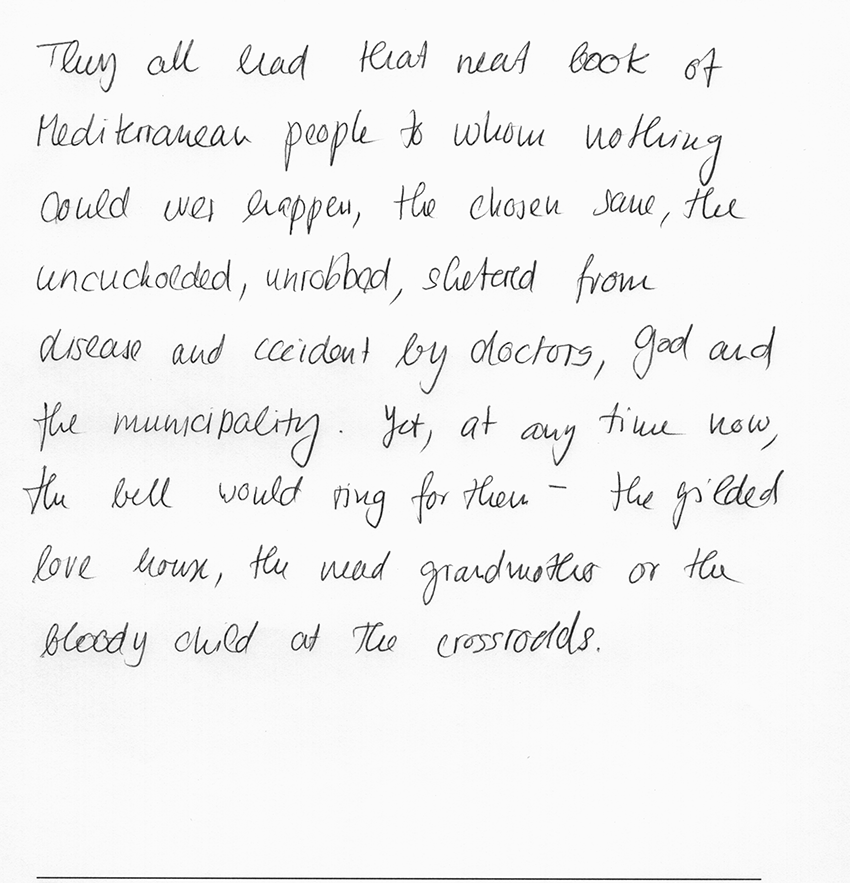 They all had that neat book of
Mediterranean people to whom nothing
could ever happen, the chosen sane, the
uncuckolded, unrobbed, sheltered from
disease and accident by doctors, God and
the municipality. Yet, at any time now,
the bell would ring for them – the gilded
love house, the mad grandmother or the
bloody child at the crossroads.